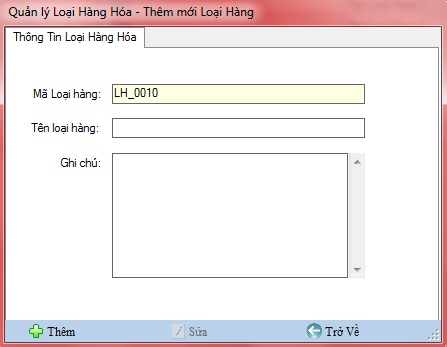 Quản lý Loại Hàng Hóa - Thêm mới Loại Hàng
Thông Tin Loại Hàng Hóa
Mã Loại hàng: LH_0010
Tên loại hàng:
Ghi chú:
Thêm Sửa Trở Về